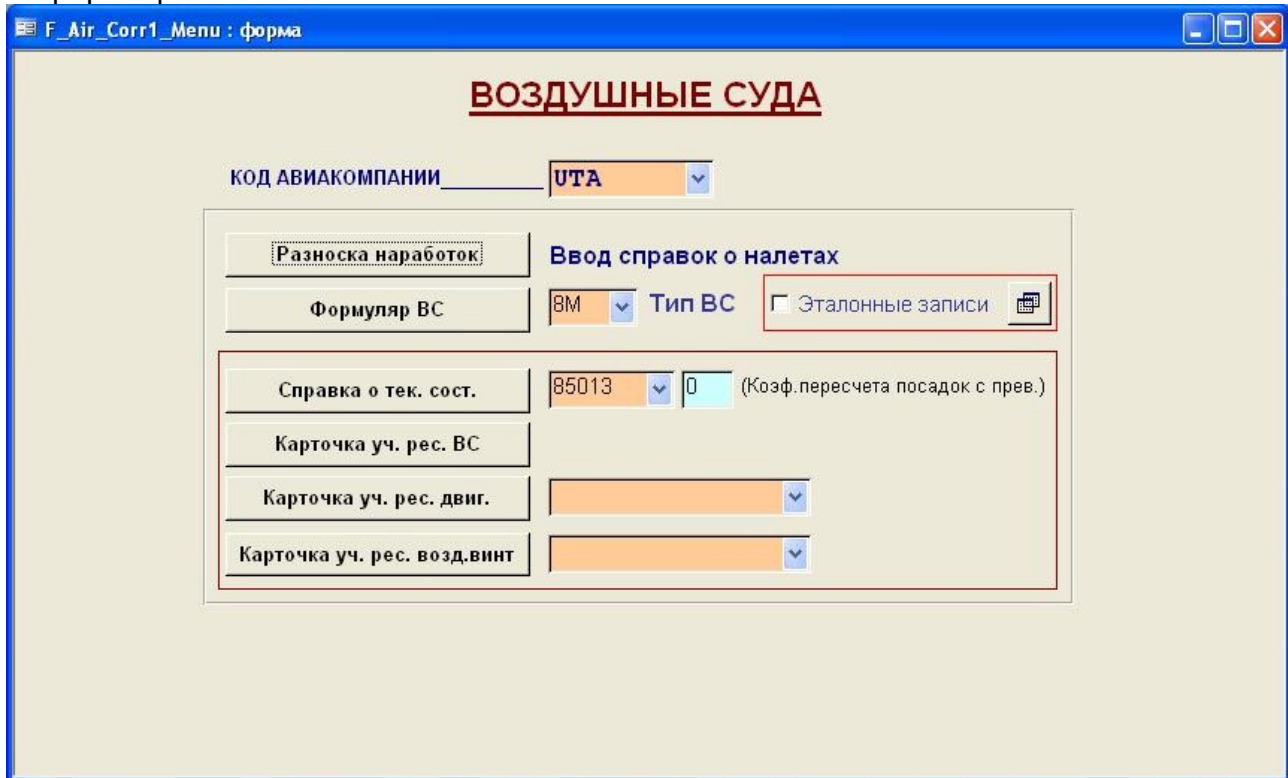 F_Air_Corr1_Menu : форма
ВОЗДУШНЫЕ СУДА
КОД АВИАКОМПАНИИ__________ UTA
Разноска наработок Ввод справок о налетах
Формуляр ВС 8М Тип ВС Эталонные записи
Справка о тек. сост. 85013 0 (Коэф.пересчета посадок с прев.)
Карточка уч. рес. ВС
Карточка уч. рес. двиг.
Карточка уч. рес. возд.винт